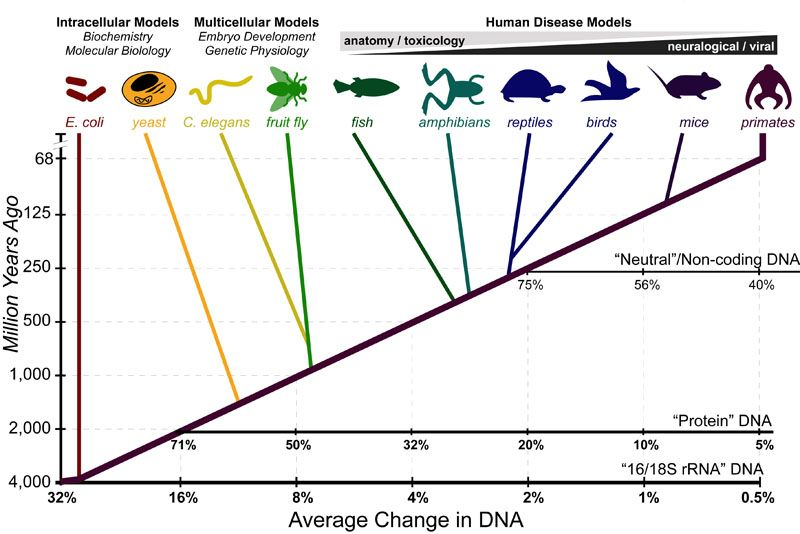 Intracellular Models
Biochemistry
Molecular Biology
Multicellular Models
Embryo Development
Genetic Physiology
Human Disease Models
anatomy / toxicology
neuralogical / viral
E. coli
yeast
C. elegans
fruit fly
fish
amphibians
reptiles
birds
mice
primates
Million Years Ago
68
125
250
500
1,000
2,000
4,000
“Neutral”/Non-coding DNA
75%
56%
40%
“Protein” DNA
71%
50%
32%
20%
10%
5%
“16/18S rRNA” DNA
32%
16%
8%
4%
2%
1%
0.5%
Average Change in DNA